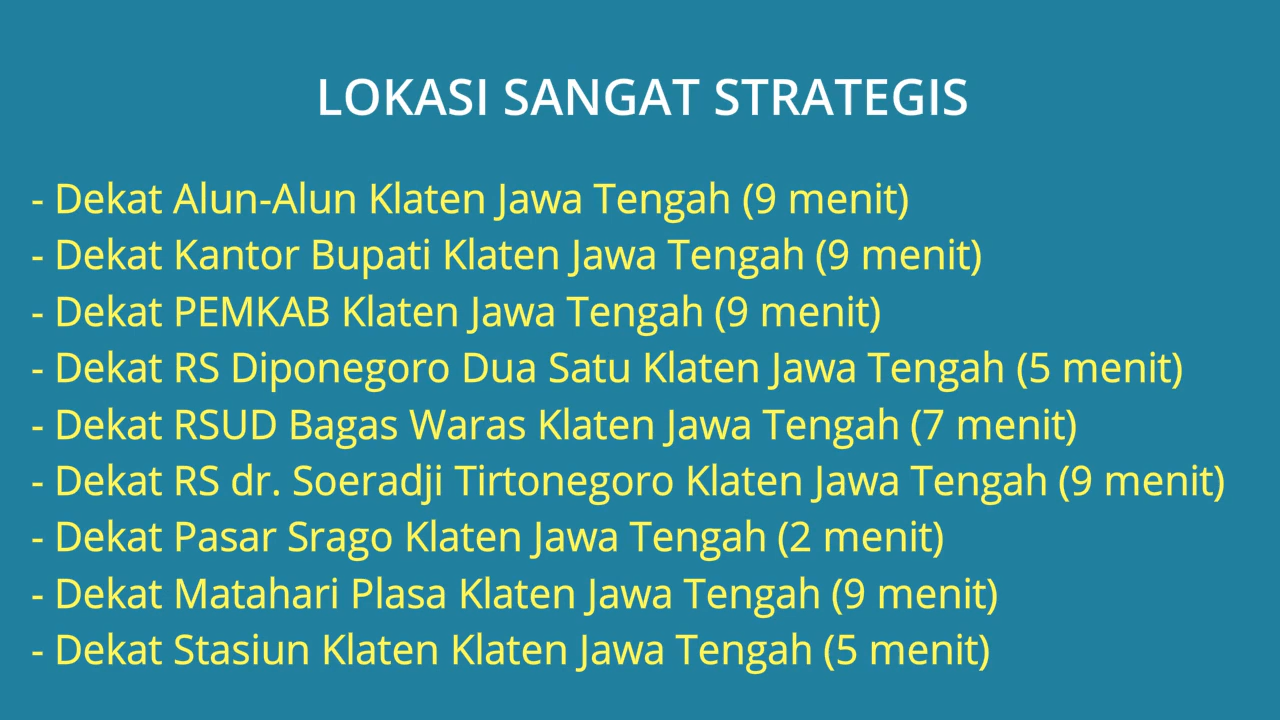 LOKASI SANGAT STRATEGIS
- Dekat Alun-Alun Klaten Jawa Tengah (9 menit)
- Dekat Kantor Bupati Klaten Jawa Tengah (9 menit)
- Dekat PEMKAB Klaten Jawa Tengah (9 menit)
- Dekat RS Diponegoro Dua Satu Klaten Jawa Tengah (5 menit)
- Dekat RSUD Bagas Waras Klaten Jawa Tengah (7 menit)
- Dekat RS dr. Soeradji Tirtonegoro Klaten Jawa Tengah (9 menit)
- Dekat Pasar Srago Klaten Jawa Tengah (2 menit)
- Dekat Matahari Plasa Klaten Jawa Tengah (9 menit)
- Dekat Stasiun Klaten Klaten Jawa Tengah (5 menit)